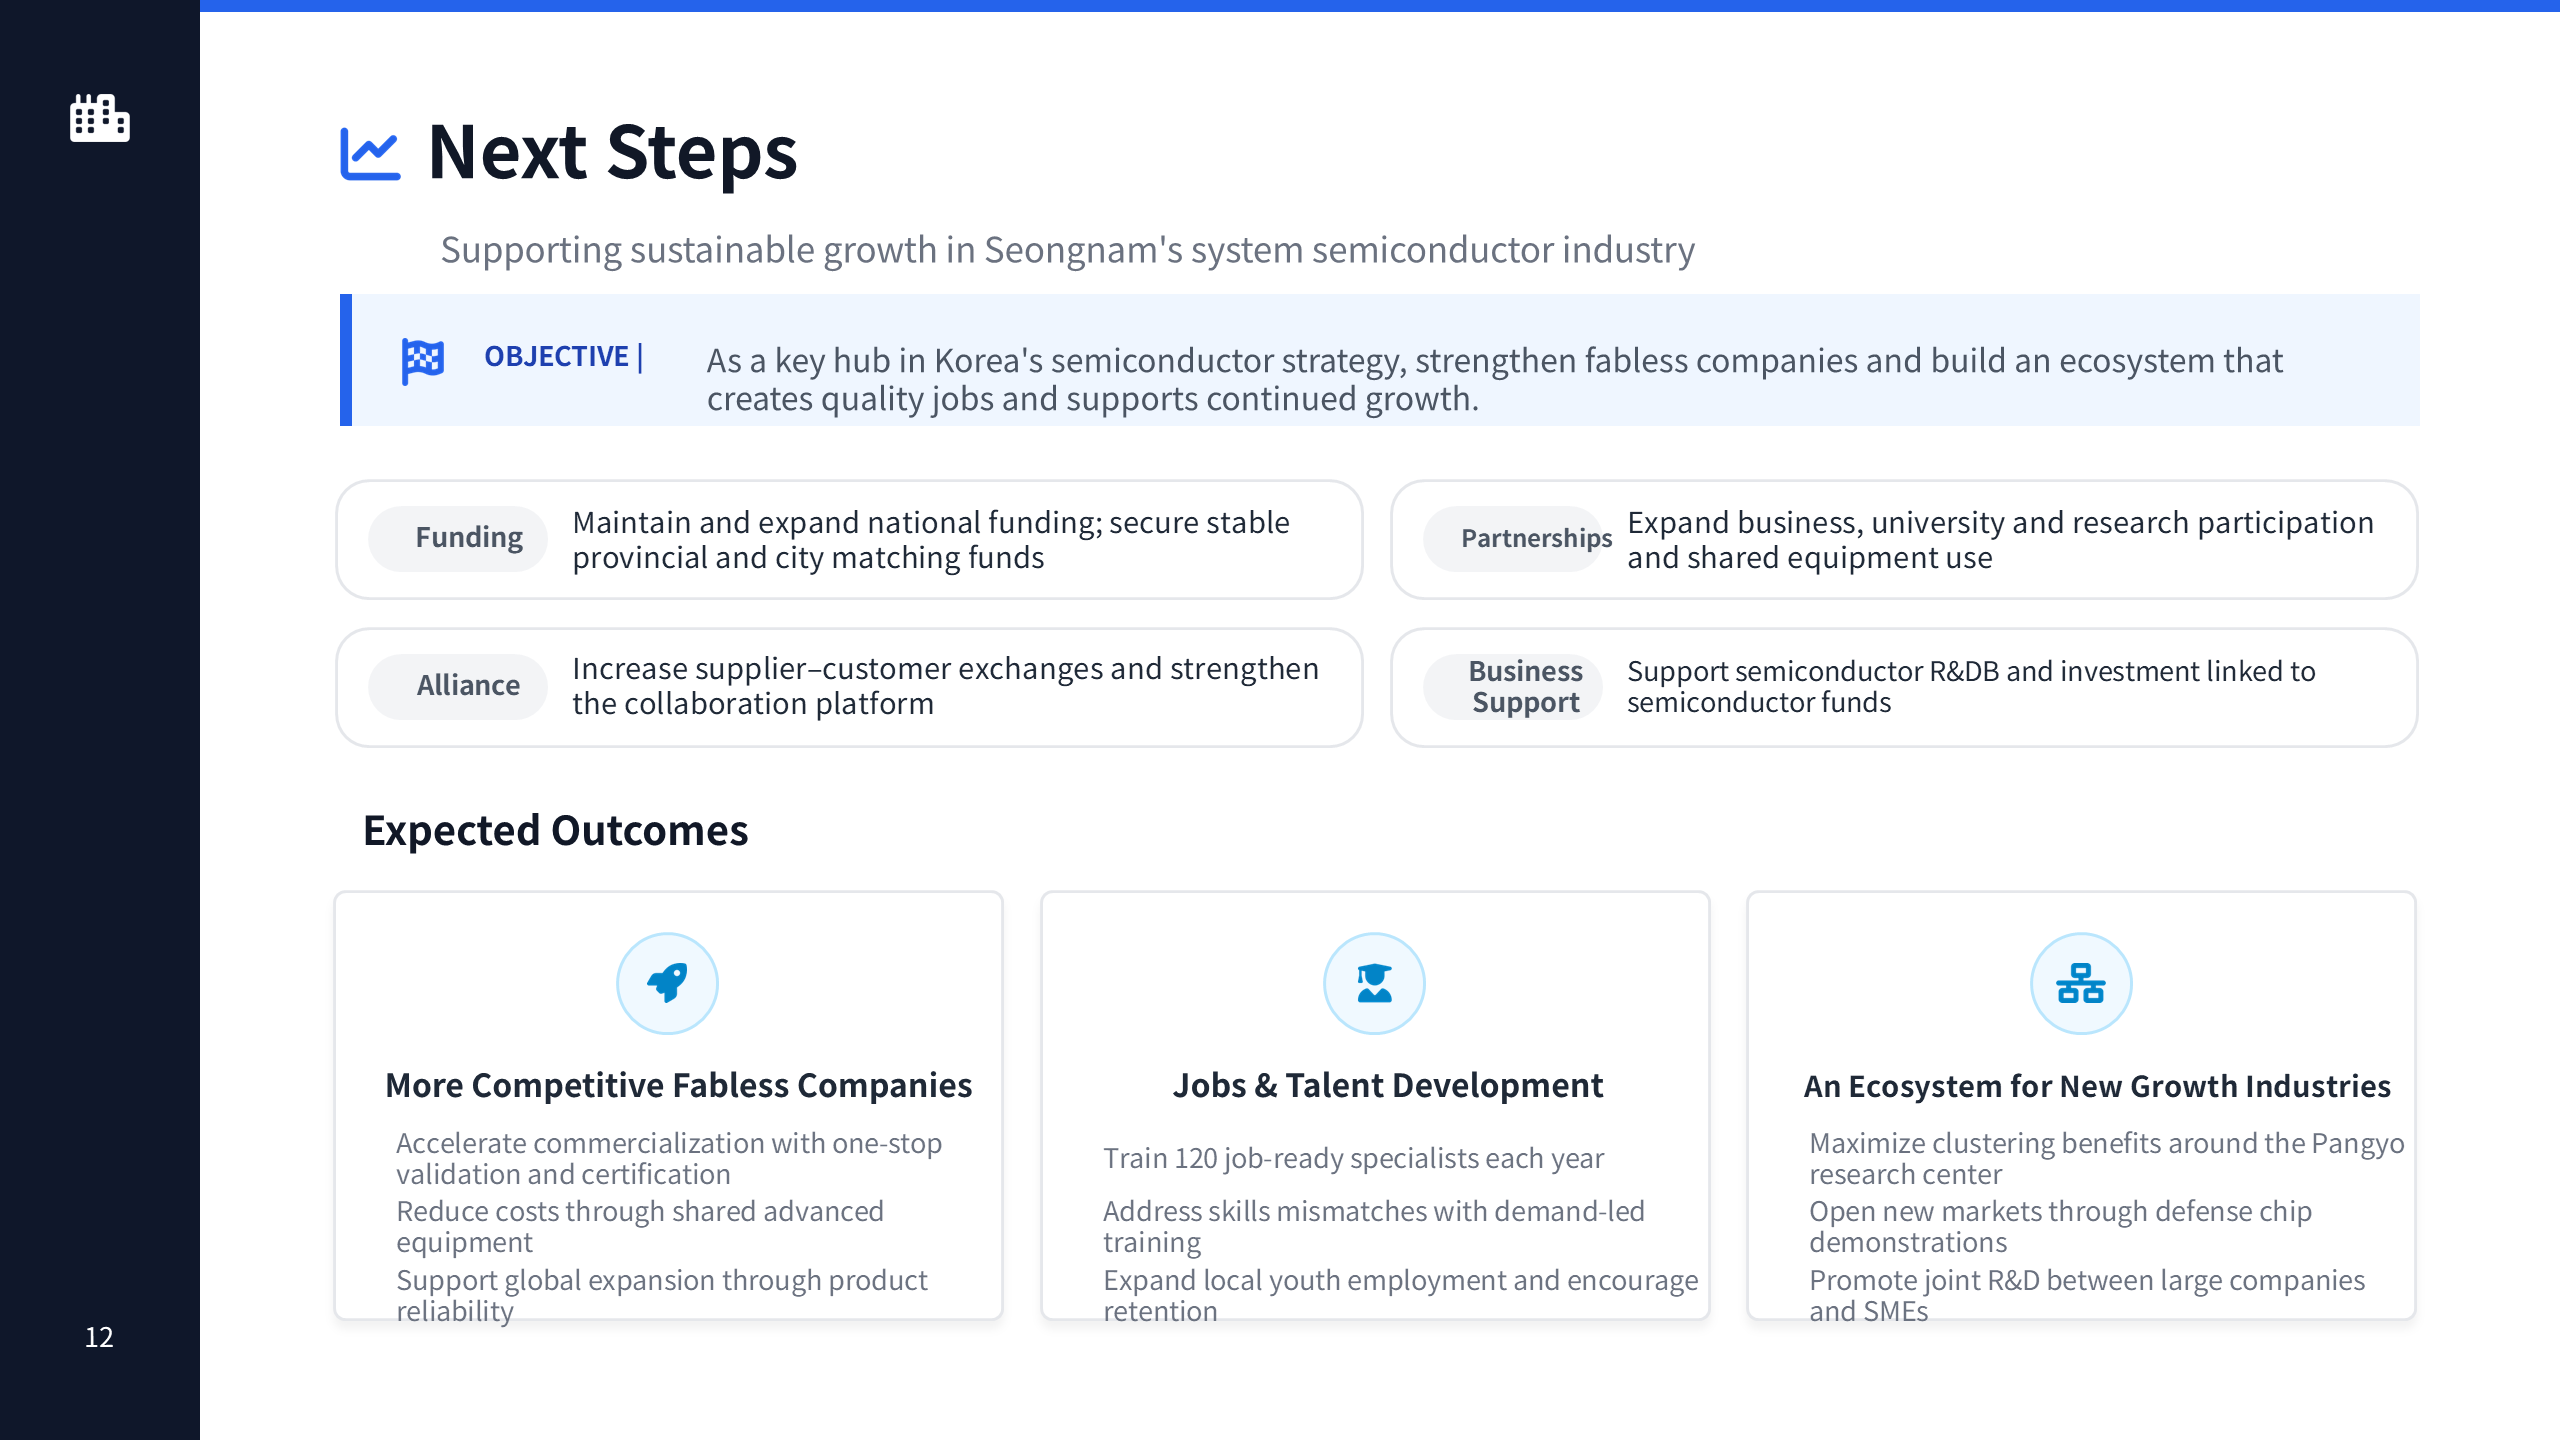 Next Steps
Supporting sustainable growth in Seongnam's system semiconductor industry
OBJECTIVE |
As a key hub in Korea's semiconductor strategy, strengthen fabless companies and build an ecosystem that
creates quality jobs and supports continued growth.
Funding
Maintain and expand national funding; secure stable
provincial and city matching funds
Partnerships
Expand business, university and research participation
and shared equipment use
Alliance
Increase supplier–customer exchanges and strengthen
the collaboration platform
Business
Support
Support semiconductor R&DB and investment linked to
semiconductor funds
Expected Outcomes
More Competitive Fabless Companies
Accelerate commercialization with one-stop
validation and certification
Reduce costs through shared advanced
equipment
Support global expansion through product
reliability
Jobs & Talent Development
Train 120 job-ready specialists each year
Address skills mismatches with demand-led
training
Expand local youth employment and encourage
retention
An Ecosystem for New Growth Industries
Maximize clustering benefits around the Pangyo
research center
Open new markets through defense chip
demonstrations
Promote joint R&D between large companies
and SMEs
12